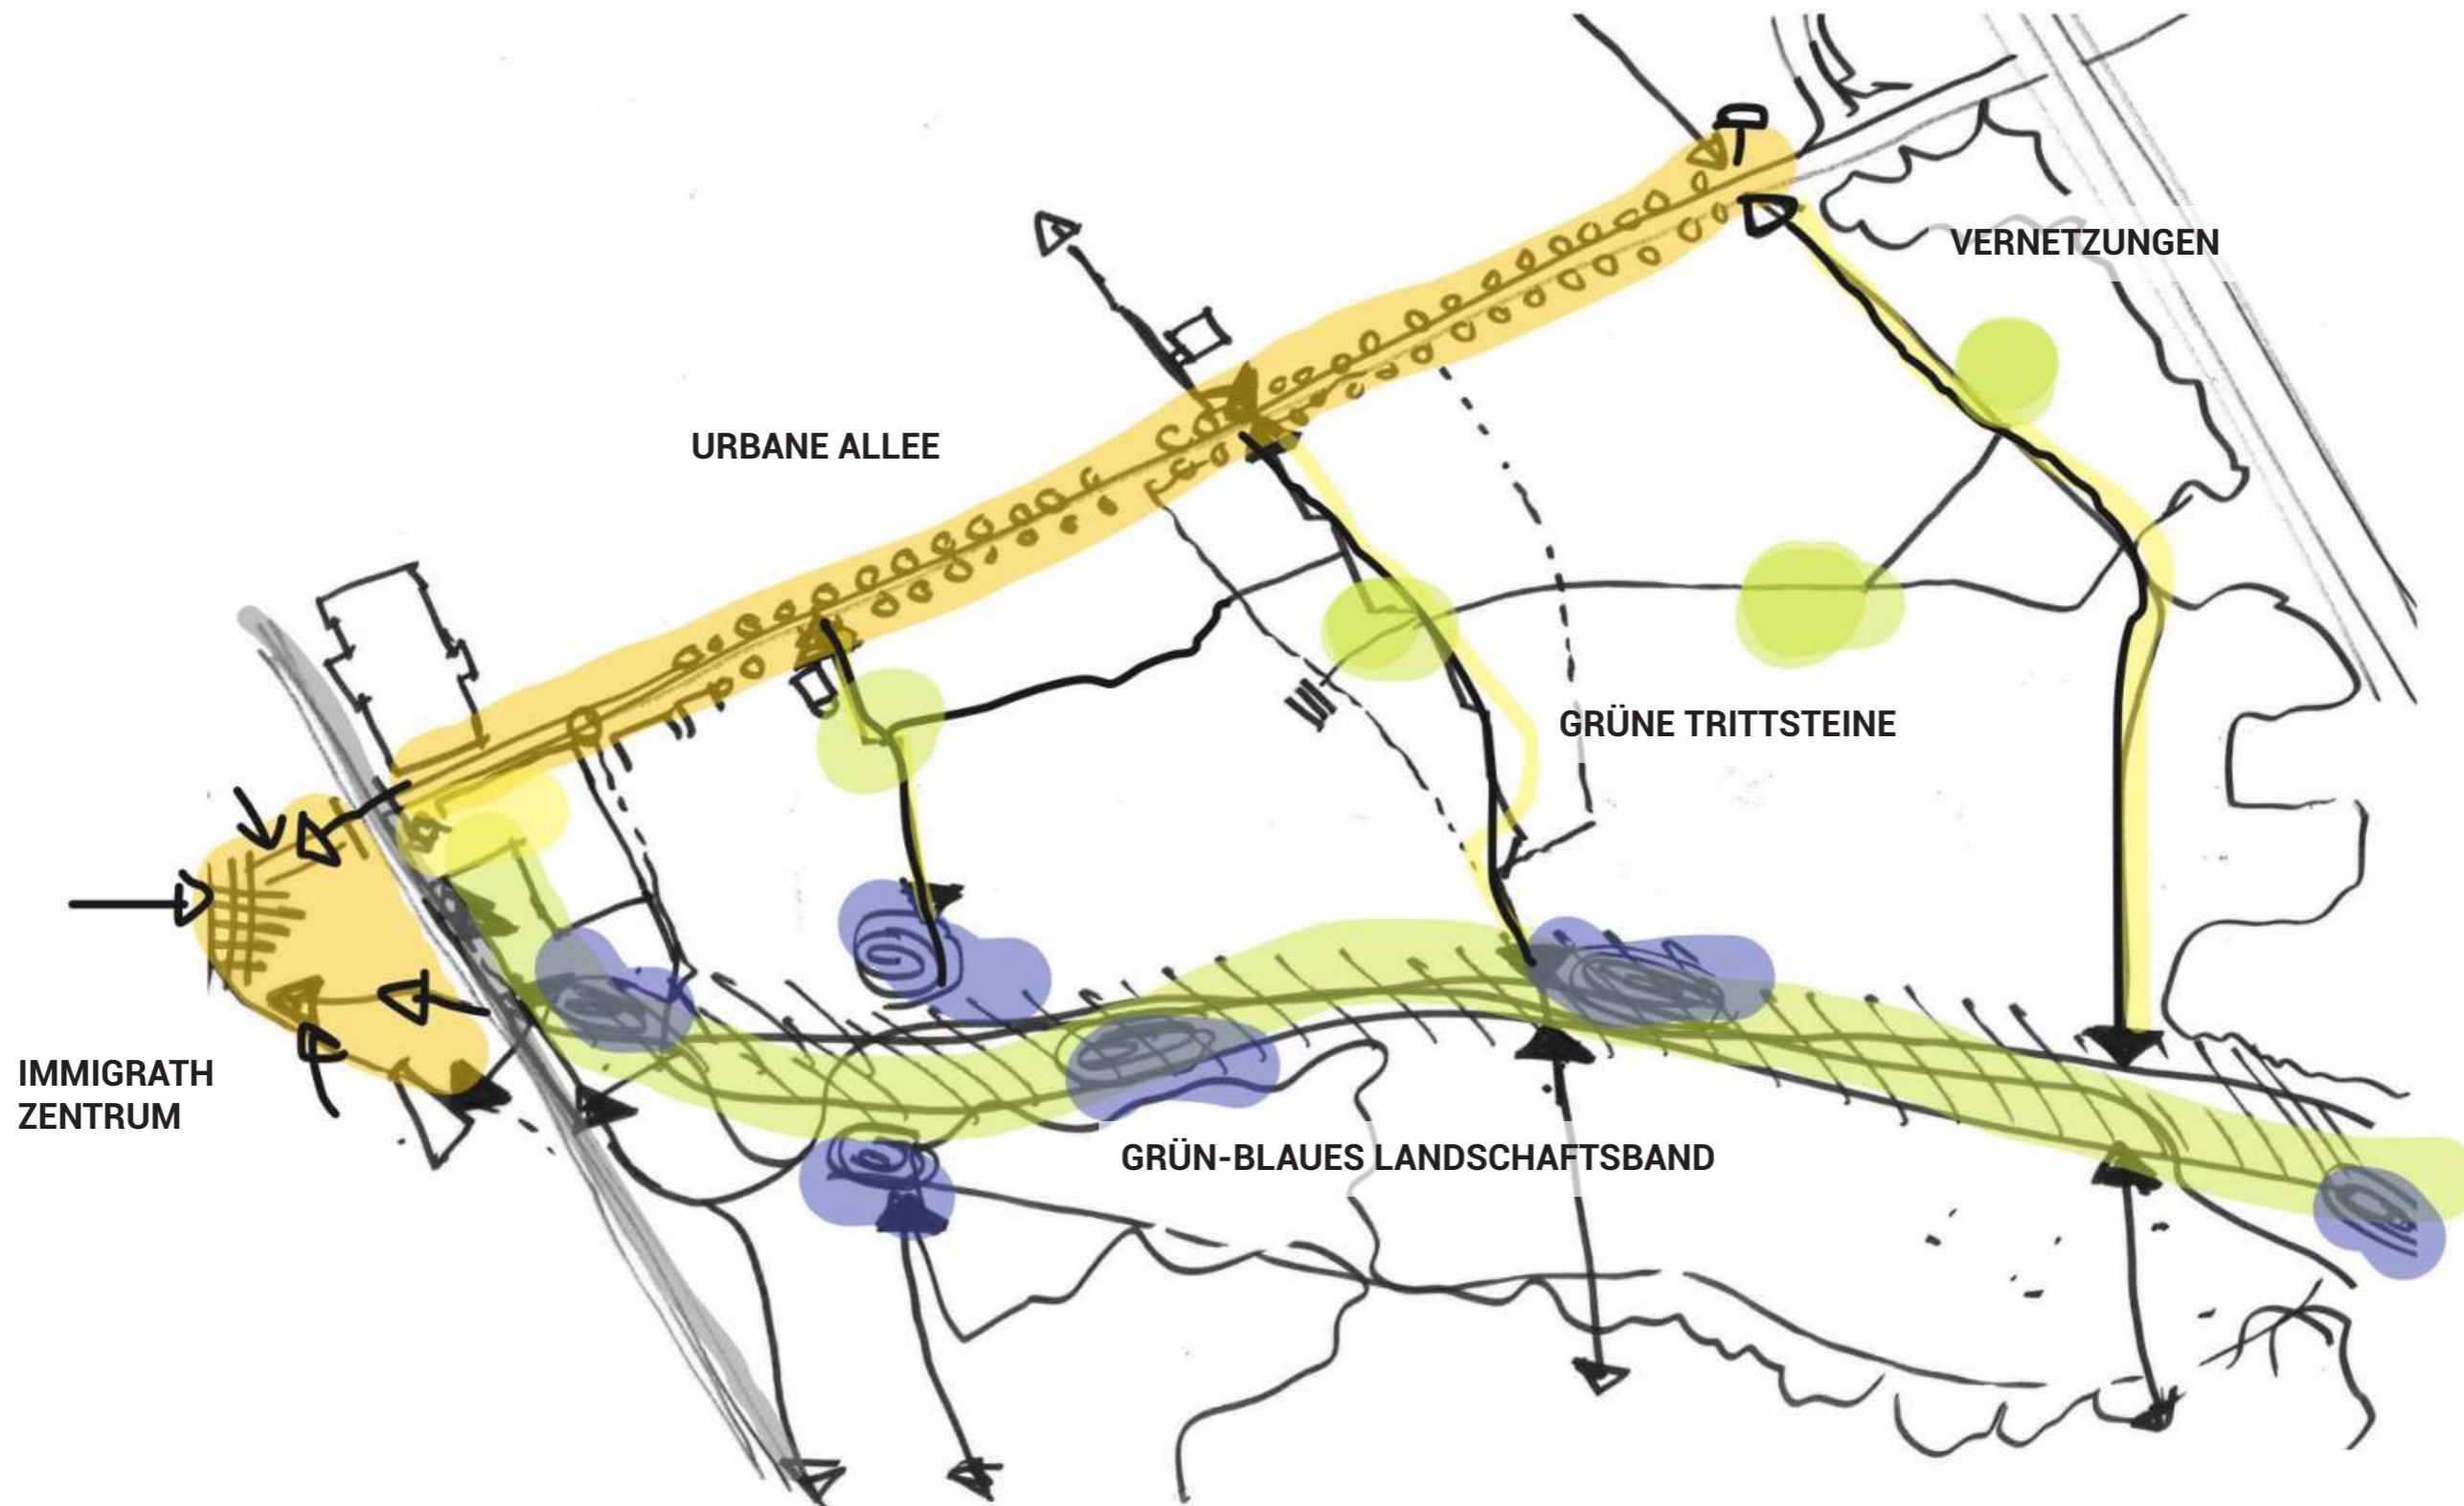 VERNETZUNGEN
URBANE ALLEE
GRÜNE TRITTSTEINE
IMMIGRATH
ZENTRUM
GRÜN-BLAUES LANDSCHAFTSBAND